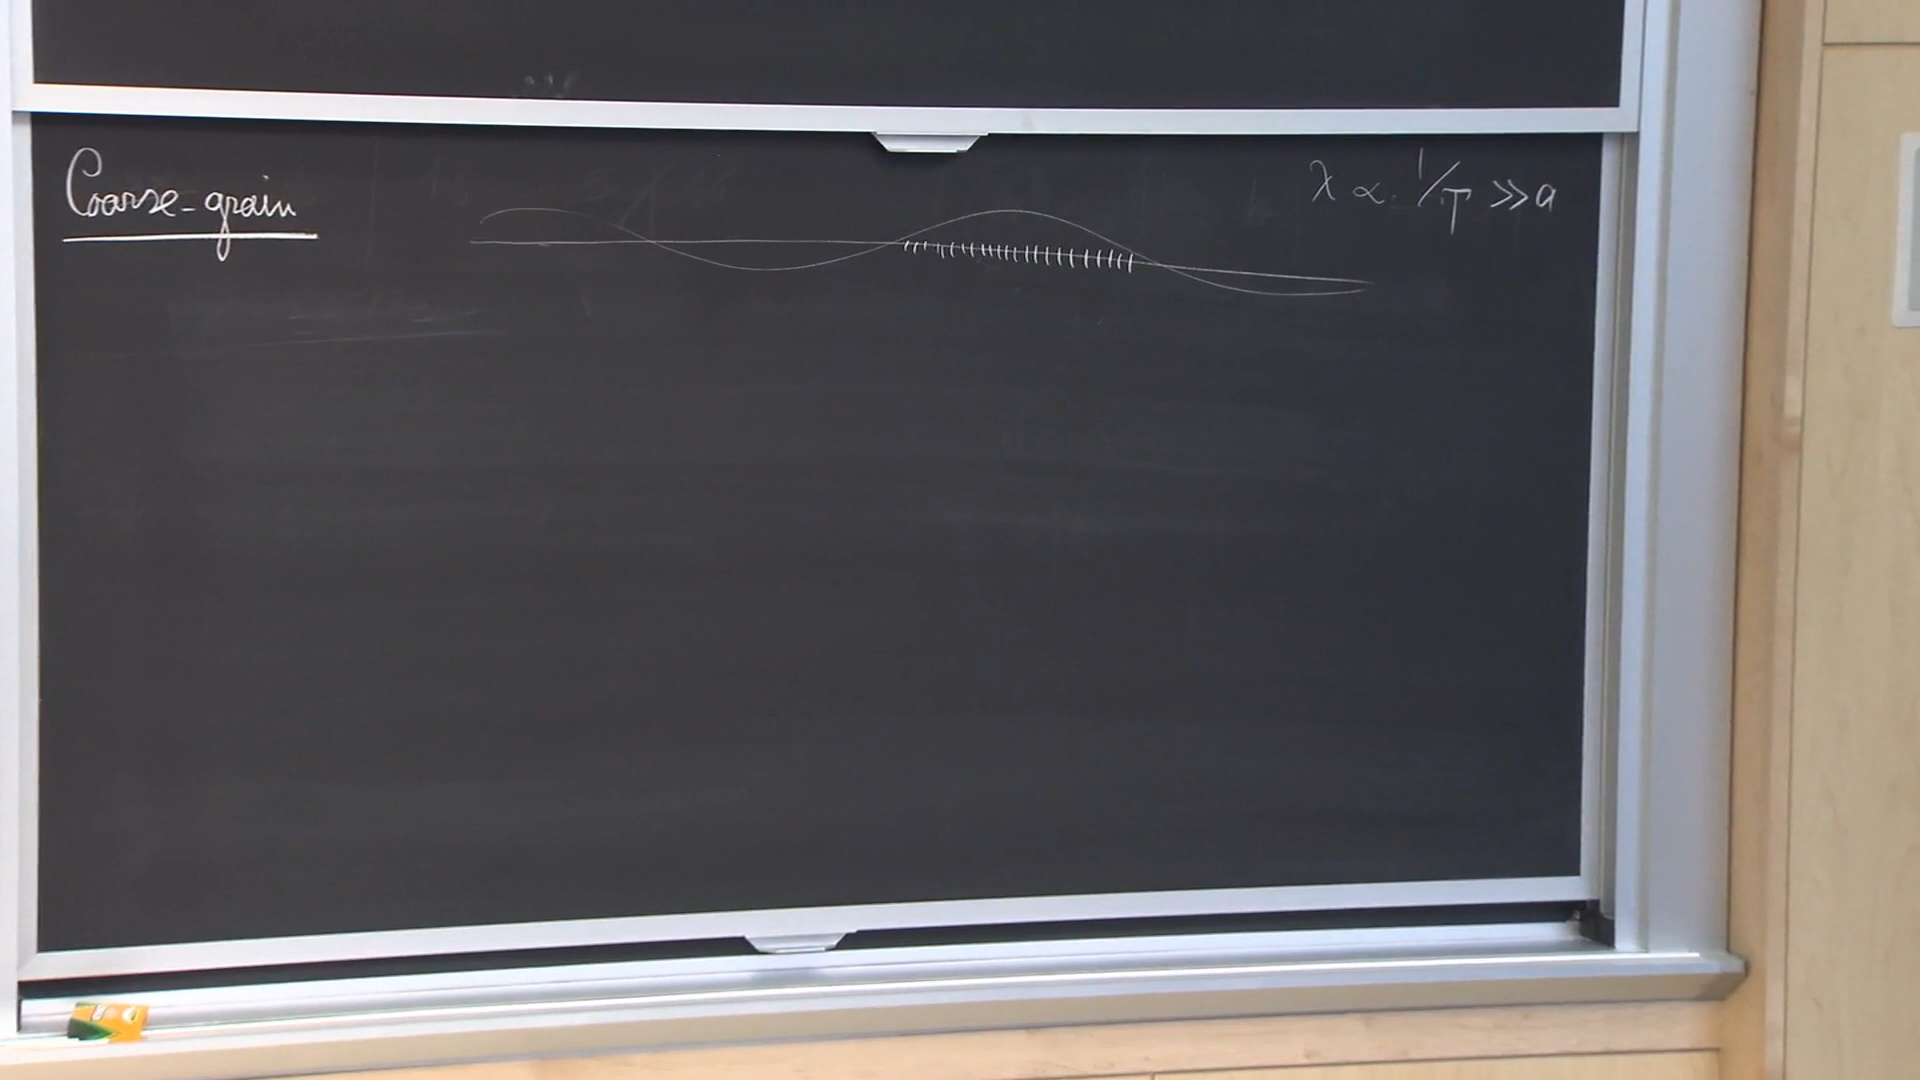 Coarse-grain
λ ∝ 1/T >> a